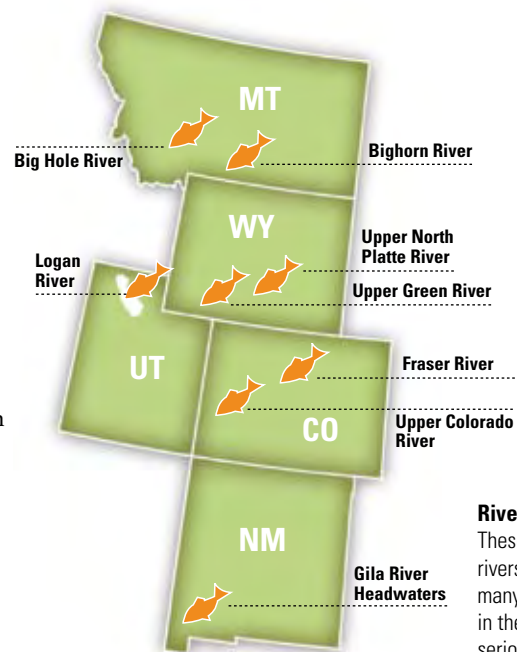 MT
Big Hole River
Bighorn River
WY
Upper North
Platte River
Logan
River
Upper Green River
UT
Fraser River
CO
Upper Colorado
River
NM
Gila River
Headwaters